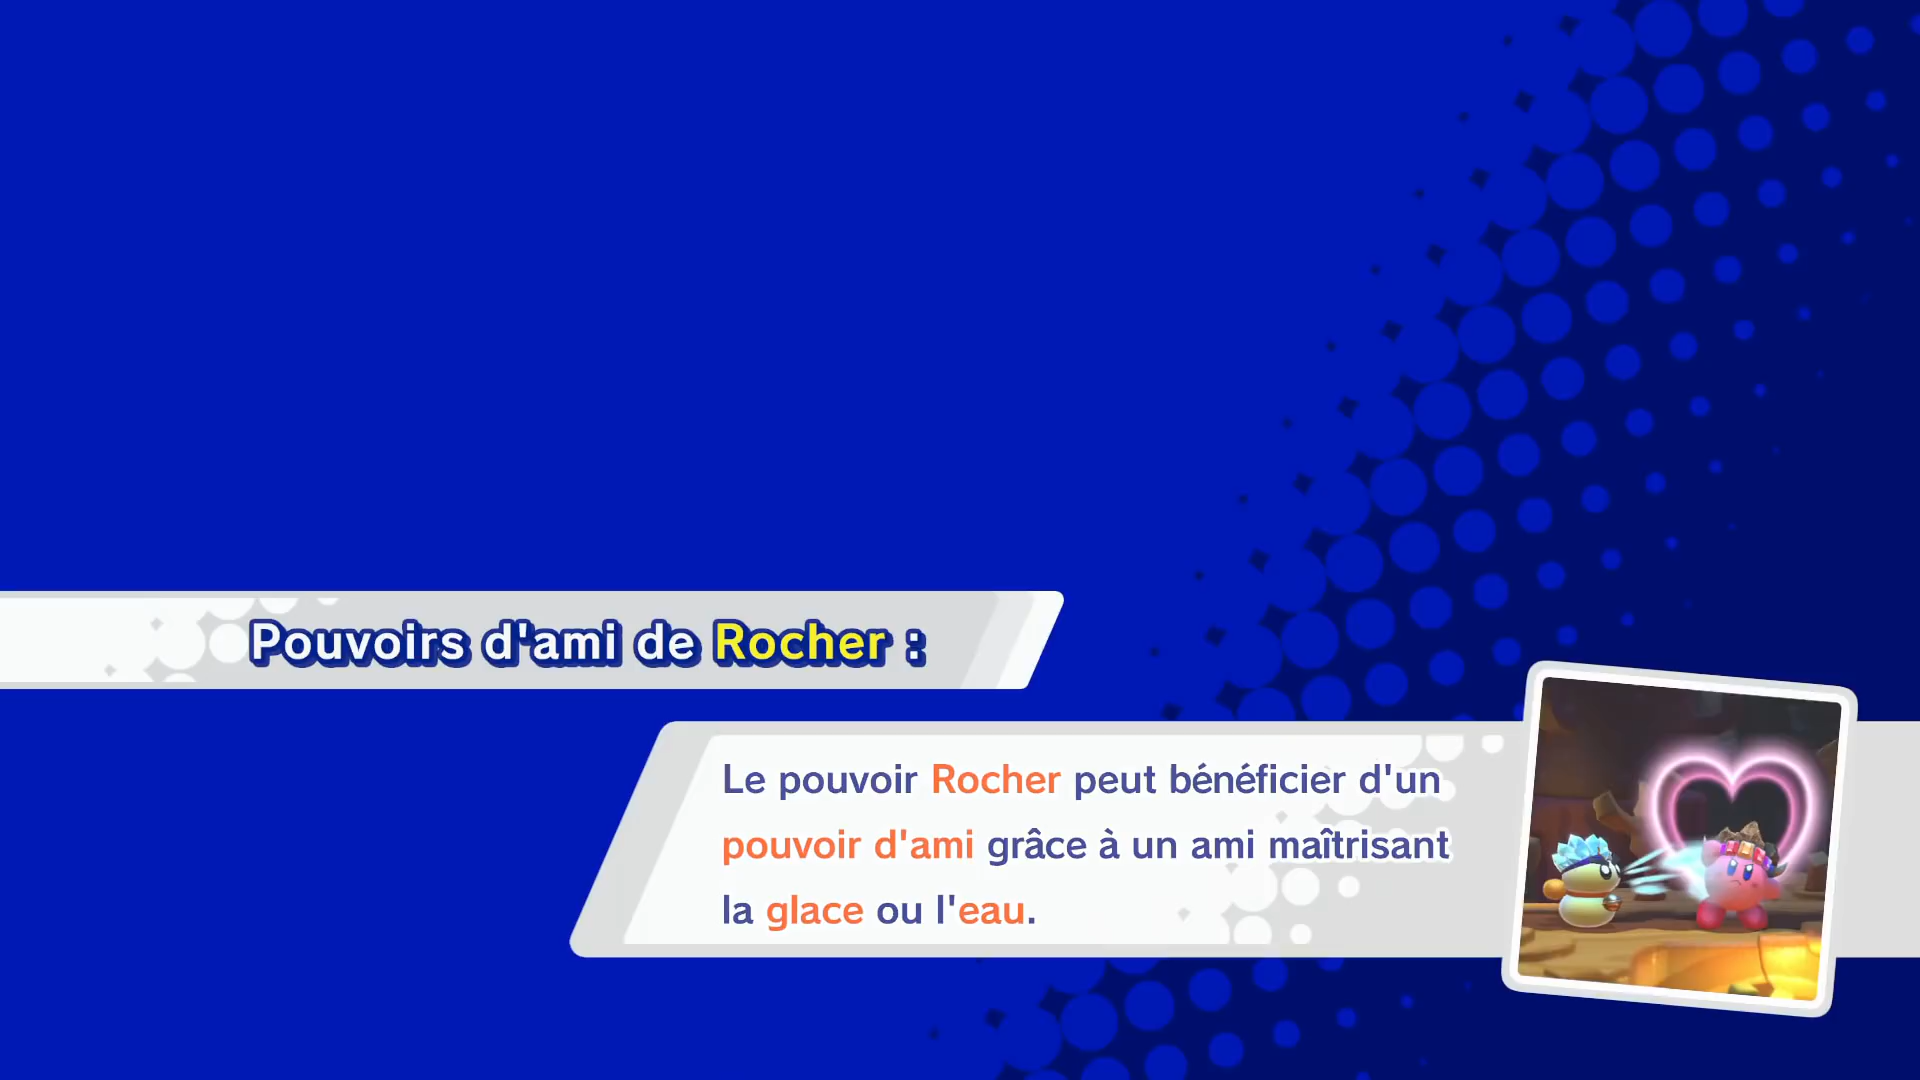 Pouvoirs d'ami de Rocher :
Le pouvoir Rocher peut bénéficier d'un
pouvoir d'ami grâce à un ami maîtrisant
la glace ou l'eau.